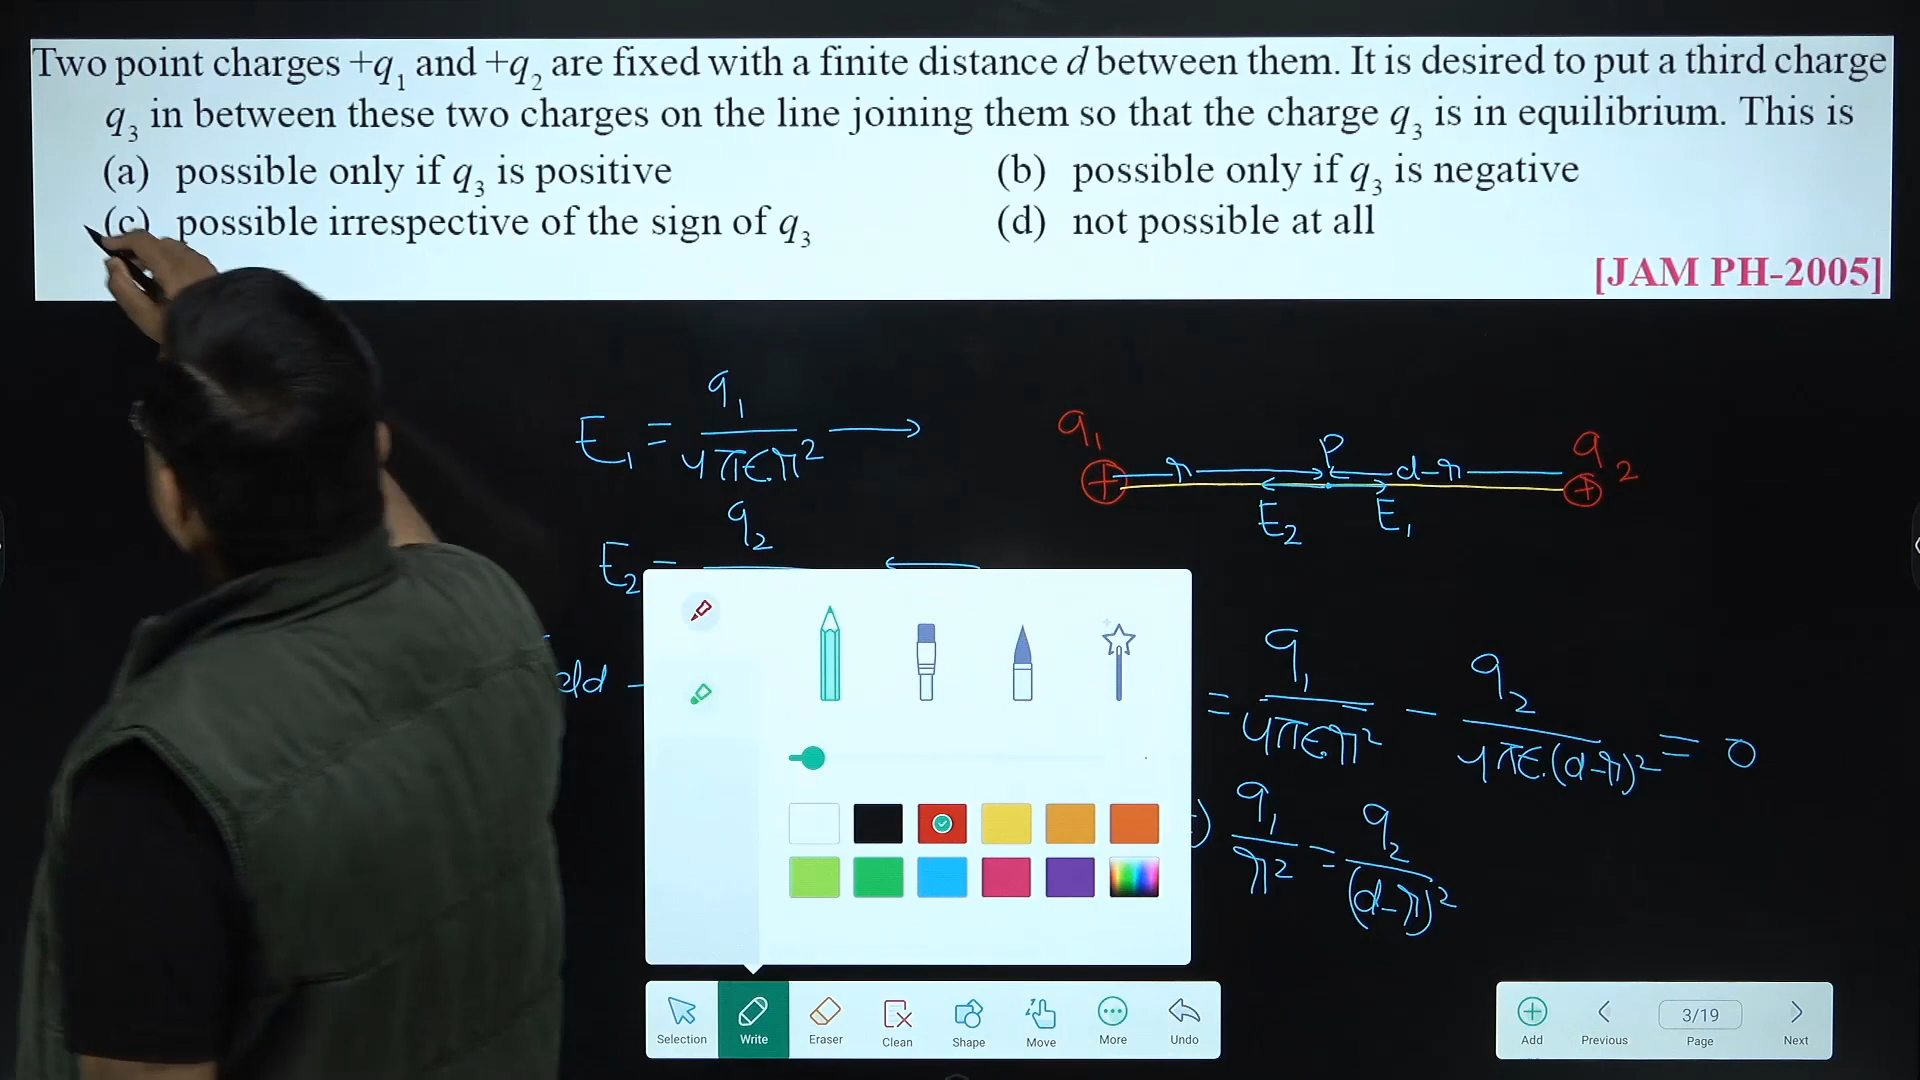 Two point charges +q₁ and +q₂ are fixed with a finite distance d between them. It is desired to put a third charge
q₃ in between these two charges on the line joining them so that the charge q₃ is in equilibrium. This is
(a) possible only if q₃ is positive
(b) possible only if q₃ is negative
(c) possible irrespective of the sign of q₃
(d) not possible at all
[JAM PH-2005]
E₁ = q₁/4πϵ₀r² →
q₁ r P d-r q₂
+ +
E₂ E₁
E₂ = q₂ ←
eld -
= q₁/4πϵ₀r² - q₂/4πϵ₀(d-r)² = 0
q₁/r² = q₂/(d-r)²
Selection
Write
Eraser
Clean
Shape
Move
More
Undo
Add
Previous
3/19
Page
Next